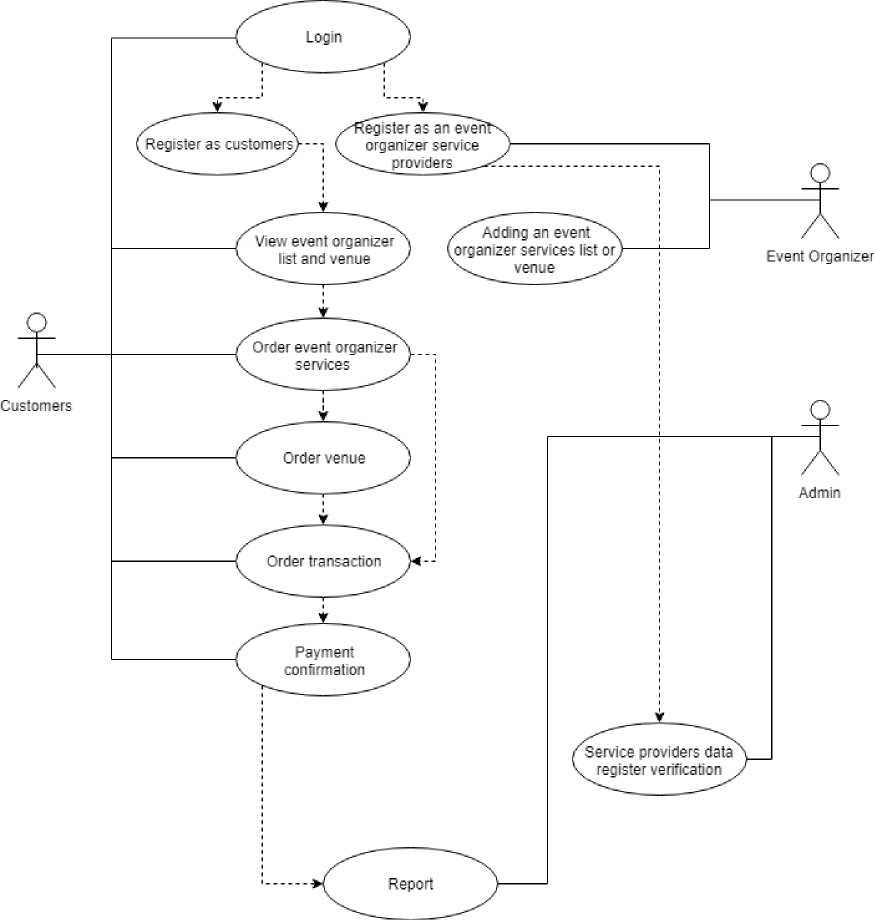 Login
Register as customers
Register as an event
organizer service
providers
View event organizer
list and venue
Adding an event
organizer services list or
venue
Event Organizer
Order event organizer
services
Customers
Order venue
Admin
Order transaction
Payment
confirmation
Service providers data
register verification
Report